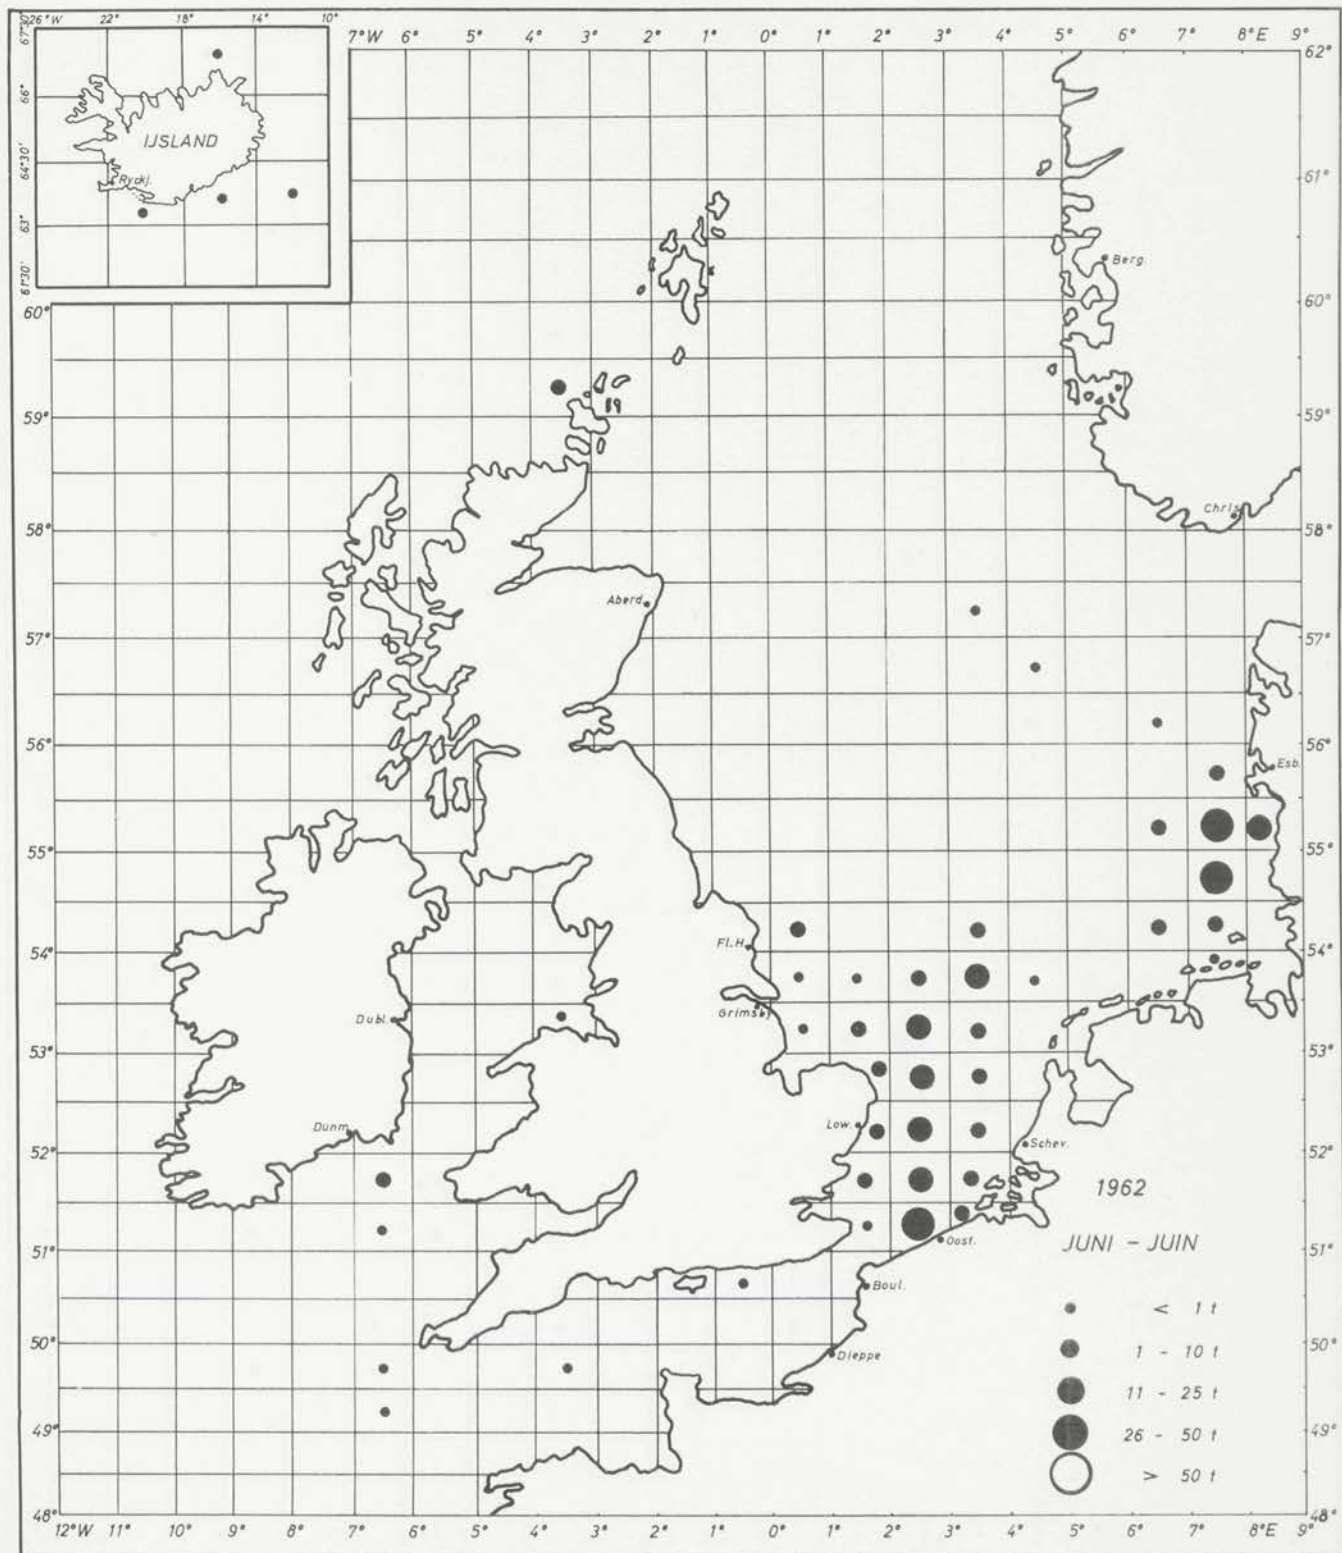 26°W 22° 18° 14° 10°
67°30'
66°
64°30'
63°
61°30'
IJSLAND
Ryckj.
7°W 6° 5° 4° 3° 2° 1° 0° 1° 2° 3° 4° 5° 6° 7° 8°E 9°
62° 
61° 61°
60° 60°
59° 59°
58° 58°
57° 57°
56° 56°
55° 55°
54° 54°
53° 53°
52° 52°
51° 51°
50° 50°
49° 49°
48° 48°
Berg.
Chris
Aberd.
Esb.
Fl.H.
Grimsby
Dubl.
Dunm.
Low.
Schev.
Oost.
Boul.
Dieppe
1962
JUNI - JUIN
< 1 t
1 - 10 t
11 - 25 t
26 - 50 t
> 50 t
12°W 11° 10° 9° 8° 7° 6° 5° 4° 3° 2° 1° 0° 1° 2° 3° 4° 5° 6° 7° 8°E 9°